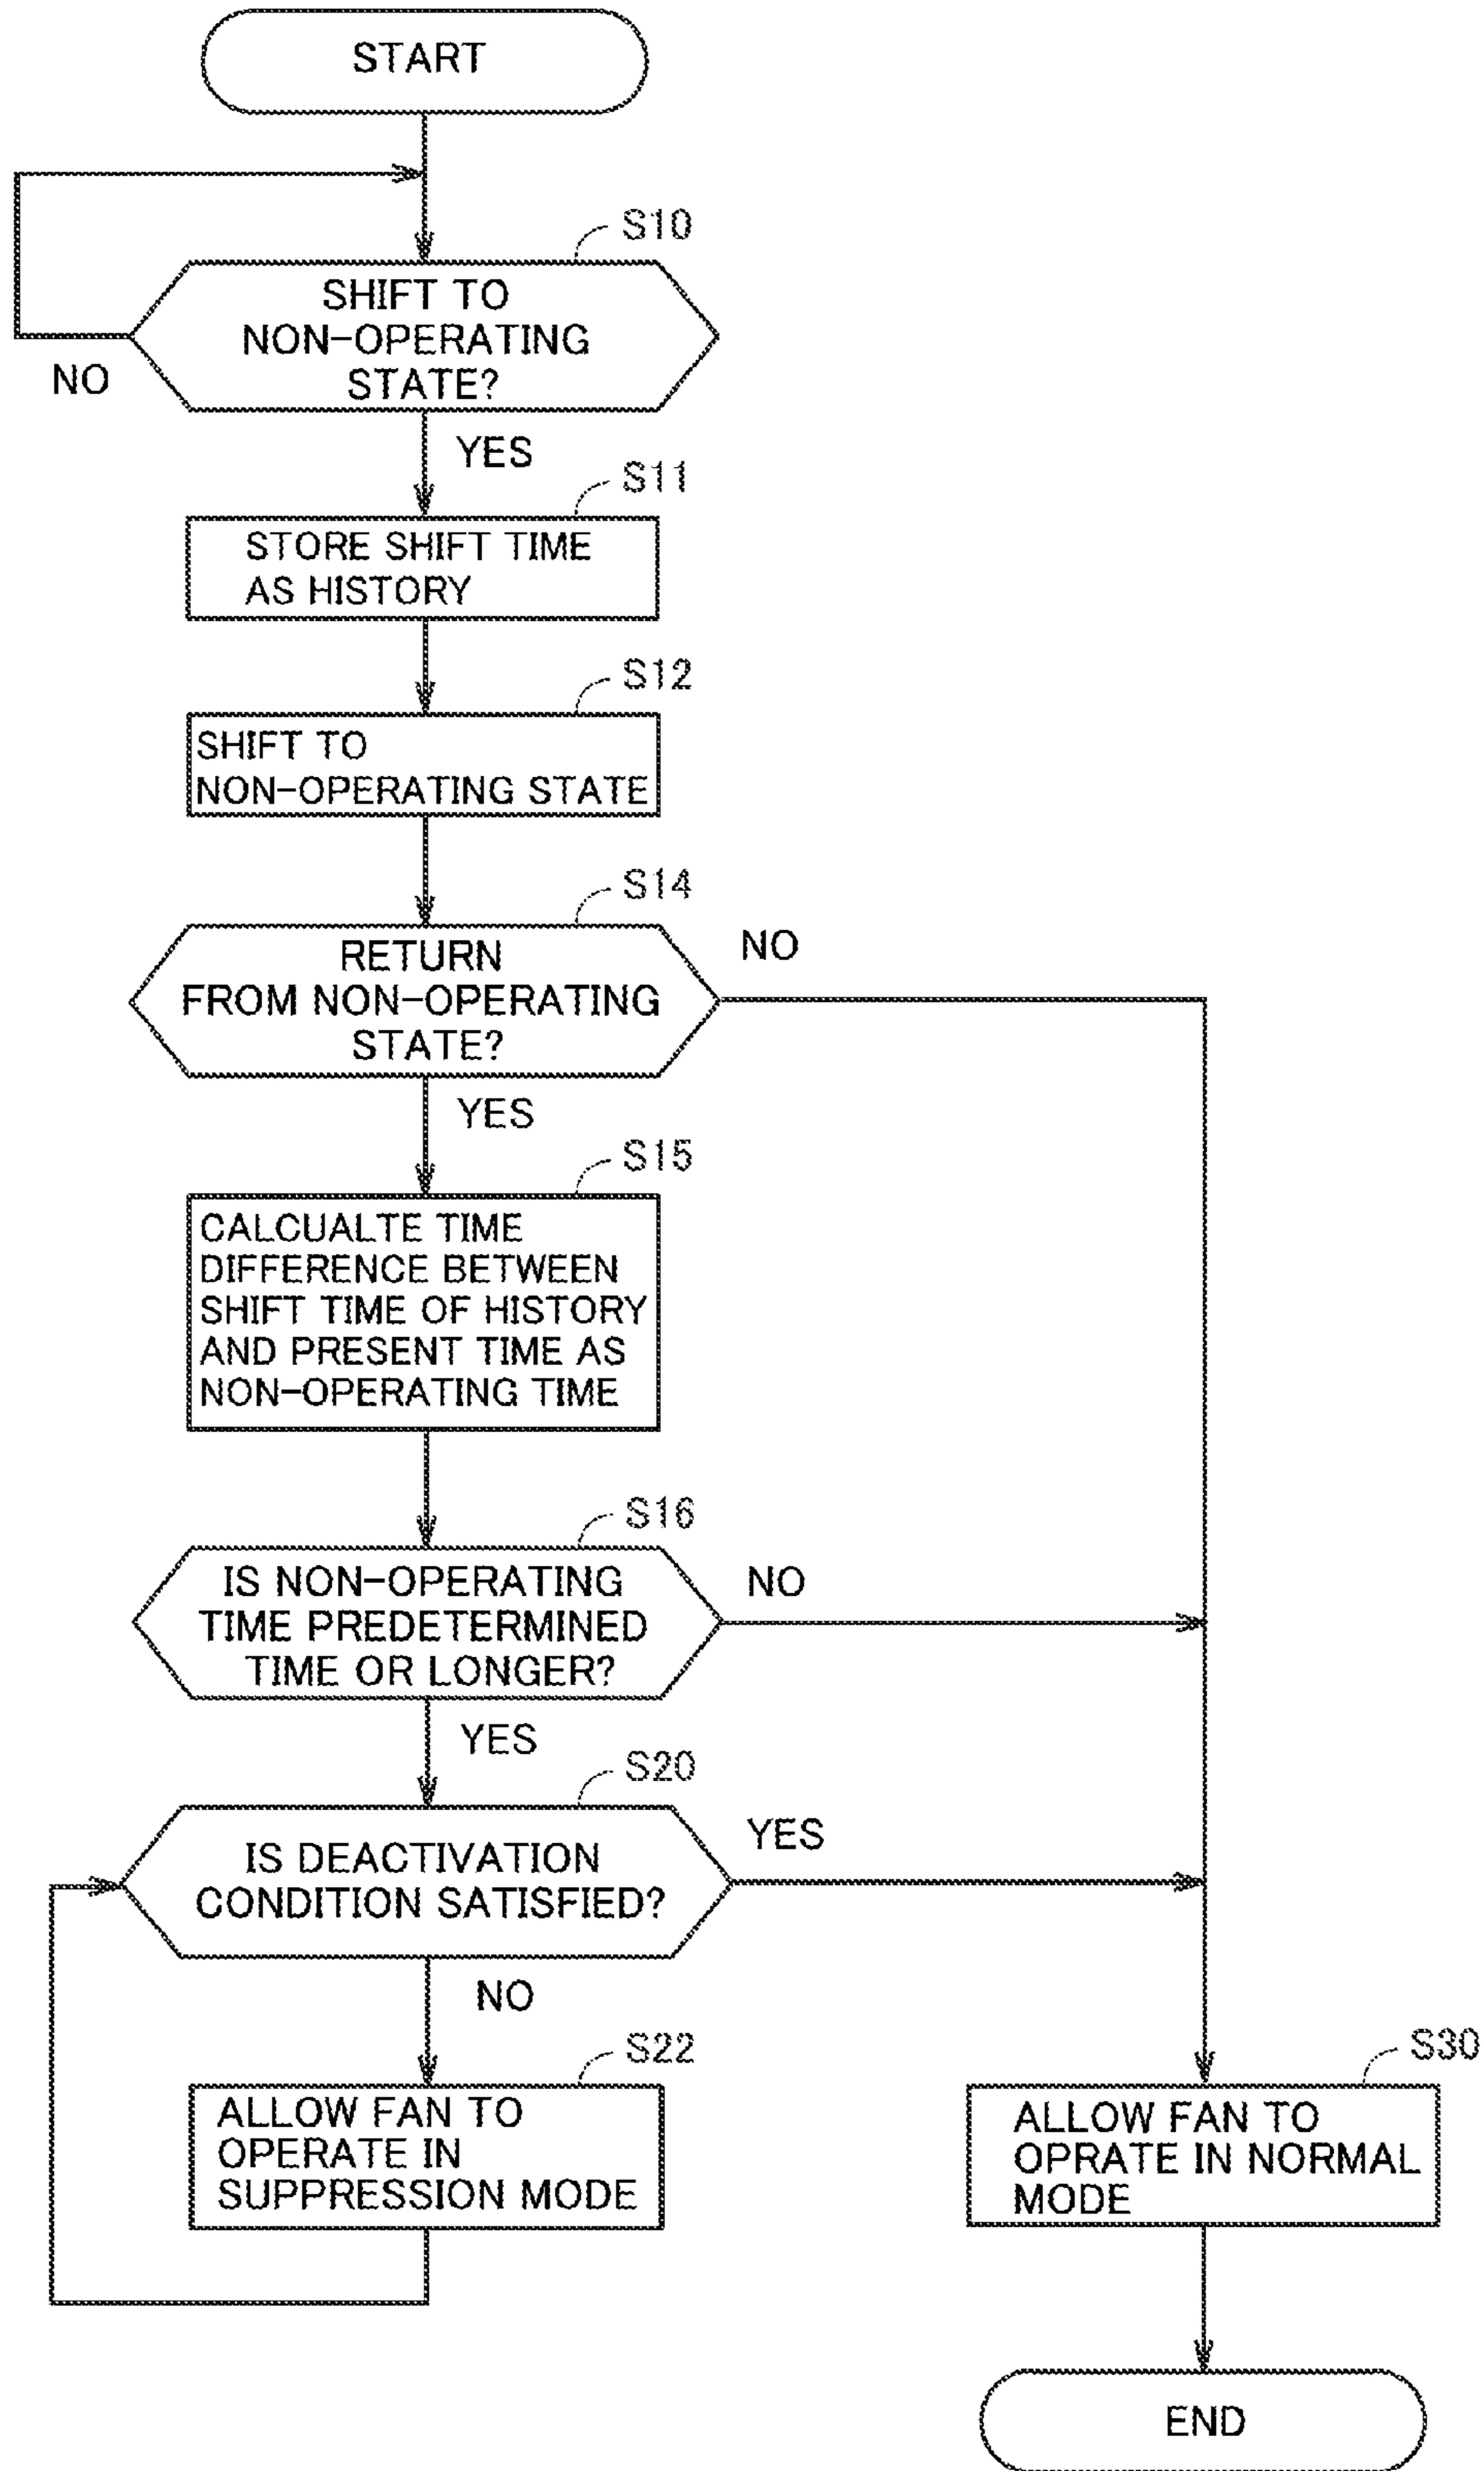 START
S10
SHIFT TO
NON-OPERATING
STATE?
NO
YES
S11
STORE SHIFT TIME
AS HISTORY
S12
SHIFT TO
NON-OPERATING STATE
S14
RETURN
FROM NON-OPERATING
STATE?
NO
YES
S15
CALCUALTE TIME
DIFFERENCE BETWEEN
SHIFT TIME OF HISTORY
AND PRESENT TIME AS
NON-OPERATING TIME
S16
IS NON-OPERATING
TIME PREDETERMINED
TIME OR LONGER?
NO
YES
S20
IS DEACTIVATION
CONDITION SATISFIED?
YES
NO
S22
ALLOW FAN TO
OPERATE IN
SUPPRESSION MODE
S30
ALLOW FAN TO
OPRATE IN NORMAL
MODE
END